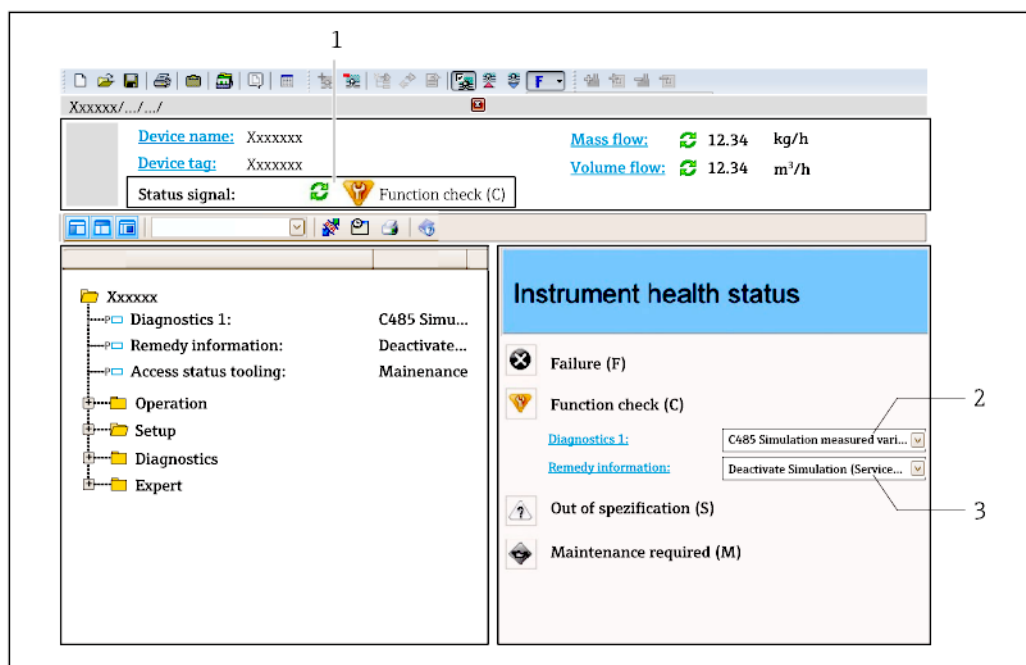 1
F
Xxxxxx/.../.../
Device name: Xxxxxxx
Mass flow: 12.34 kg/h
Device tag: Xxxxxxx
Volume flow: 12.34 m³/h
Status signal: Function check (C)
Xxxxxx
Diagnostics 1: C485 Simu...
Remedy information: Deactivate...
Access status tooling: Mainenance
Operation
Setup
Diagnostics
Expert
Instrument health status
Failure (F)
Function check (C)
2
Diagnostics 1: C485 Simulation measured vari...
Remedy information: Deactivate Simulation (Service...
Out of spezification (S)
3
Maintenance required (M)